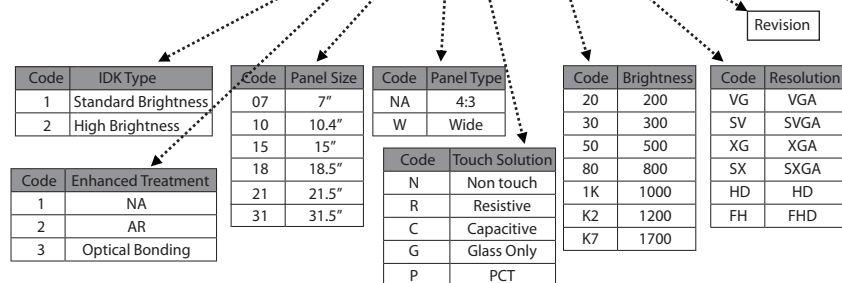 Revision
Code IDK Type
1 Standard Brightness
2 High Brightness
Code Enhanced Treatment
1 NA
2 AR
3 Optical Bonding
Code Panel Size
07 7″
10 10.4″
15 15″
18 18.5″
21 21.5″
31 31.5″
Code Panel Type
NA 4:3
W Wide
Code Touch Solution
N Non touch
R Resistive
C Capacitive
G Glass Only
P PCT
Code Brightness
20 200
30 300
50 500
80 800
1K 1000
K2 1200
K7 1700
Code Resolution
VG VGA
SV SVGA
XG XGA
SX SXGA
HD HD
FH FHD